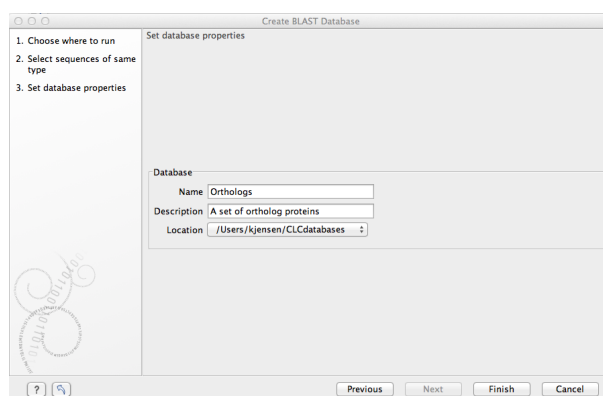 Create BLAST Database
1. Choose where to run
2. Select sequences of same
type
3. Set database properties
Set database properties
Database
Name Orthologs
Description A set of ortholog proteins
Location /Users/kjensen/CLCdatabases
? Previous Next Finish Cancel